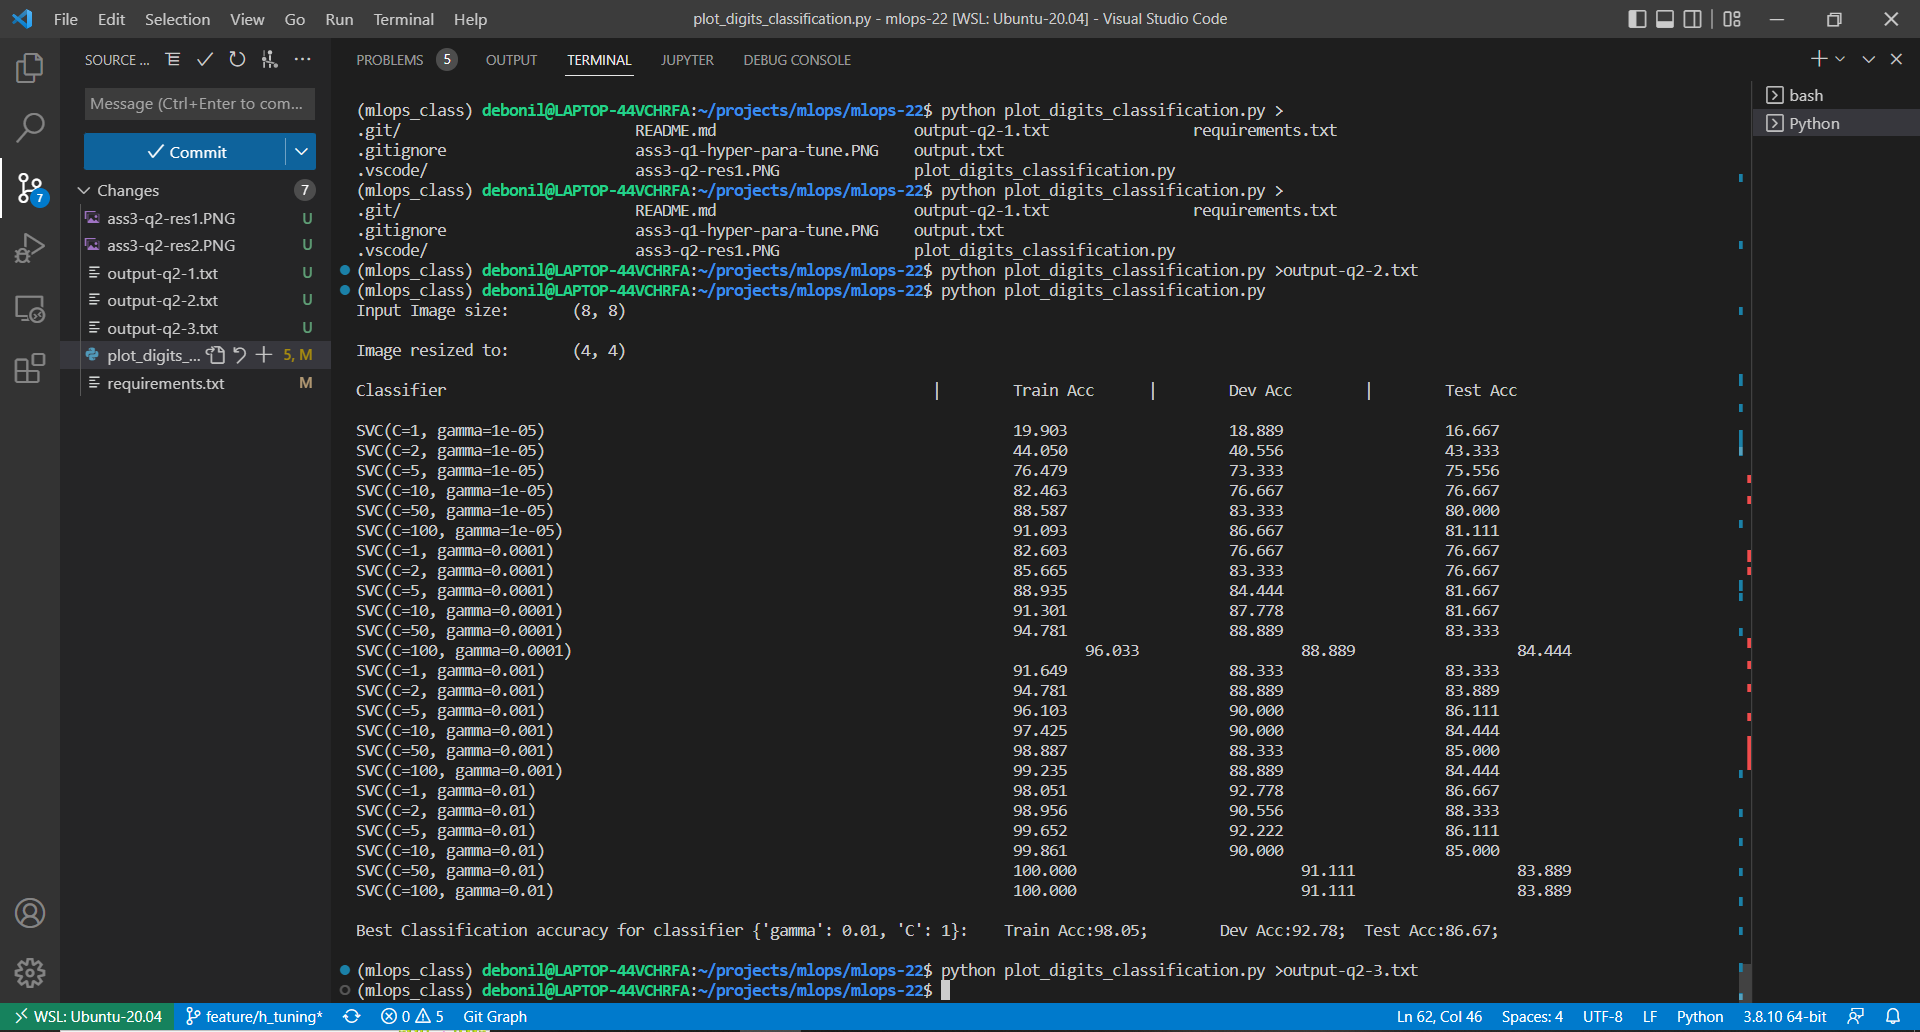 File Edit Selection View Go Run Terminal Help plot_digits_classification.py - mlops-22 [WSL: Ubuntu-20.04] - Visual Studio Code
SOURCE ...
Message (Ctrl+Enter to com...
Commit
Changes 7
7
ass3-q2-res1.PNG U
ass3-q2-res2.PNG U
output-q2-1.txt U
output-q2-2.txt U
output-q2-3.txt U
plot_digits_... 5, M
requirements.txt M
PROBLEMS 5 OUTPUT TERMINAL JUPYTER DEBUG CONSOLE
(mlops_class) debonil@LAPTOP-44VCHRFA:~/projects/mlops/mlops-22$ python plot_digits_classification.py >
.git/ README.md output-q2-1.txt requirements.txt
.gitignore ass3-q1-hyper-para-tune.PNG output.txt
.vscode/ ass3-q2-res1.PNG plot_digits_classification.py
(mlops_class) debonil@LAPTOP-44VCHRFA:~/projects/mlops/mlops-22$ python plot_digits_classification.py >
.git/ README.md output-q2-1.txt requirements.txt
.gitignore ass3-q1-hyper-para-tune.PNG output.txt
.vscode/ ass3-q2-res1.PNG plot_digits_classification.py
(mlops_class) debonil@LAPTOP-44VCHRFA:~/projects/mlops/mlops-22$ python plot_digits_classification.py >output-q2-2.txt
(mlops_class) debonil@LAPTOP-44VCHRFA:~/projects/mlops/mlops-22$ python plot_digits_classification.py
Input Image size: (8, 8)
Image resized to: (4, 4)
Classifier | Train Acc | Dev Acc | Test Acc
SVC(C=1, gamma=1e-05) 19.903 18.889 16.667
SVC(C=2, gamma=1e-05) 44.050 40.556 43.333
SVC(C=5, gamma=1e-05) 76.479 73.333 75.556
SVC(C=10, gamma=1e-05) 82.463 76.667 76.667
SVC(C=50, gamma=1e-05) 88.587 83.333 80.000
SVC(C=100, gamma=1e-05) 91.093 86.667 81.111
SVC(C=1, gamma=0.0001) 82.603 76.667 76.667
SVC(C=2, gamma=0.0001) 85.665 83.333 76.667
SVC(C=5, gamma=0.0001) 88.935 84.444 81.667
SVC(C=10, gamma=0.0001) 91.301 87.778 81.667
SVC(C=50, gamma=0.0001) 94.781 88.889 83.333
SVC(C=100, gamma=0.0001) 96.033 88.889 84.444
SVC(C=1, gamma=0.001) 91.649 88.333 83.333
SVC(C=2, gamma=0.001) 94.781 88.889 83.889
SVC(C=5, gamma=0.001) 96.103 90.000 86.111
SVC(C=10, gamma=0.001) 97.425 90.000 84.444
SVC(C=50, gamma=0.001) 98.887 88.333 85.000
SVC(C=100, gamma=0.001) 99.235 88.889 84.444
SVC(C=1, gamma=0.01) 98.051 92.778 86.667
SVC(C=2, gamma=0.01) 98.956 90.556 88.333
SVC(C=5, gamma=0.01) 99.652 92.222 86.111
SVC(C=10, gamma=0.01) 99.861 90.000 85.000
SVC(C=50, gamma=0.01) 100.000 91.111 83.889
SVC(C=100, gamma=0.01) 100.000 91.111 83.889
Best Classification accuracy for classifier {'gamma': 0.01, 'C': 1}: Train Acc:98.05; Dev Acc:92.78; Test Acc:86.67;
(mlops_class) debonil@LAPTOP-44VCHRFA:~/projects/mlops/mlops-22$ python plot_digits_classification.py >output-q2-3.txt
(mlops_class) debonil@LAPTOP-44VCHRFA:~/projects/mlops/mlops-22$
bash
Python
WSL: Ubuntu-20.04 feature/h_tuning* 0 5 Git Graph Ln 62, Col 46 Spaces: 4 UTF-8 LF Python 3.8.10 64-bit